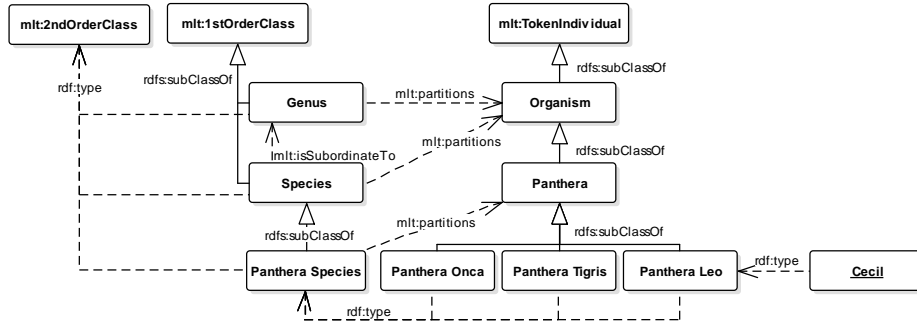 mlt:2ndOrderClass
mlt:1stOrderClass
mlt:TokenIndividual
rdfs:subClassOf
rdfs:subClassOf
rdf:type
Genus
mlt:partitions
Organism
mlt:partitions
mlt:isSubordinateTo
rdfs:subClassOf
Species
Panthera
mlt:partitions
rdfs:subClassOf
rdfs:subClassOf
rdf:type
Panthera Species
Panthera Onca
Panthera Tigris
Panthera Leo
Cecil
rdf:type